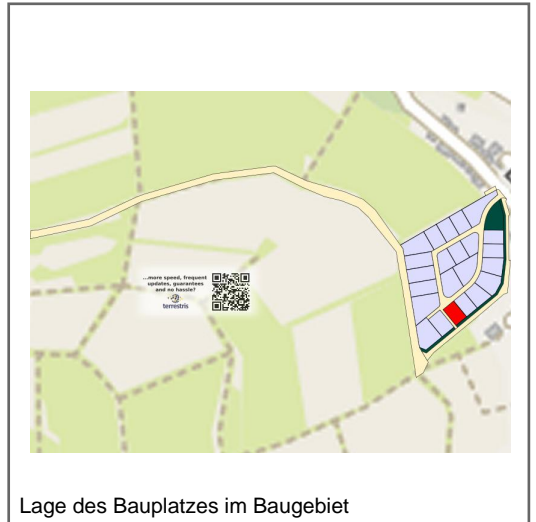 ...more speed, frequent
updates, guarantees
and no hassle?
terrestris
Lage des Bauplatzes im Baugebiet